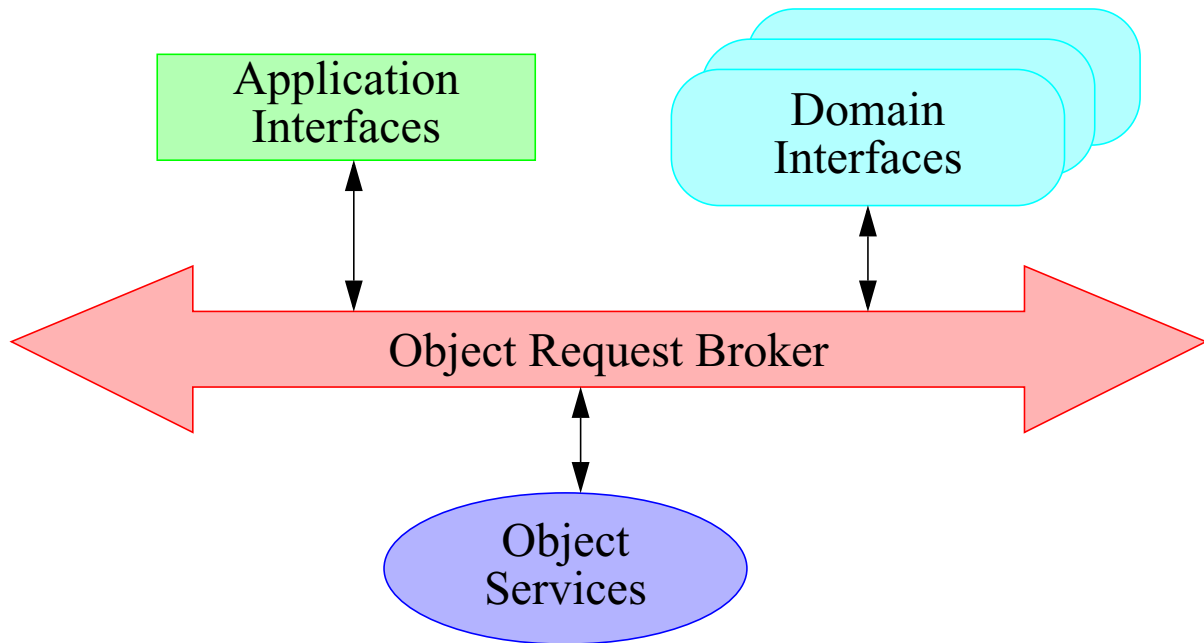 Application
Interfaces
Domain
Interfaces
Object Request Broker
Object
Services